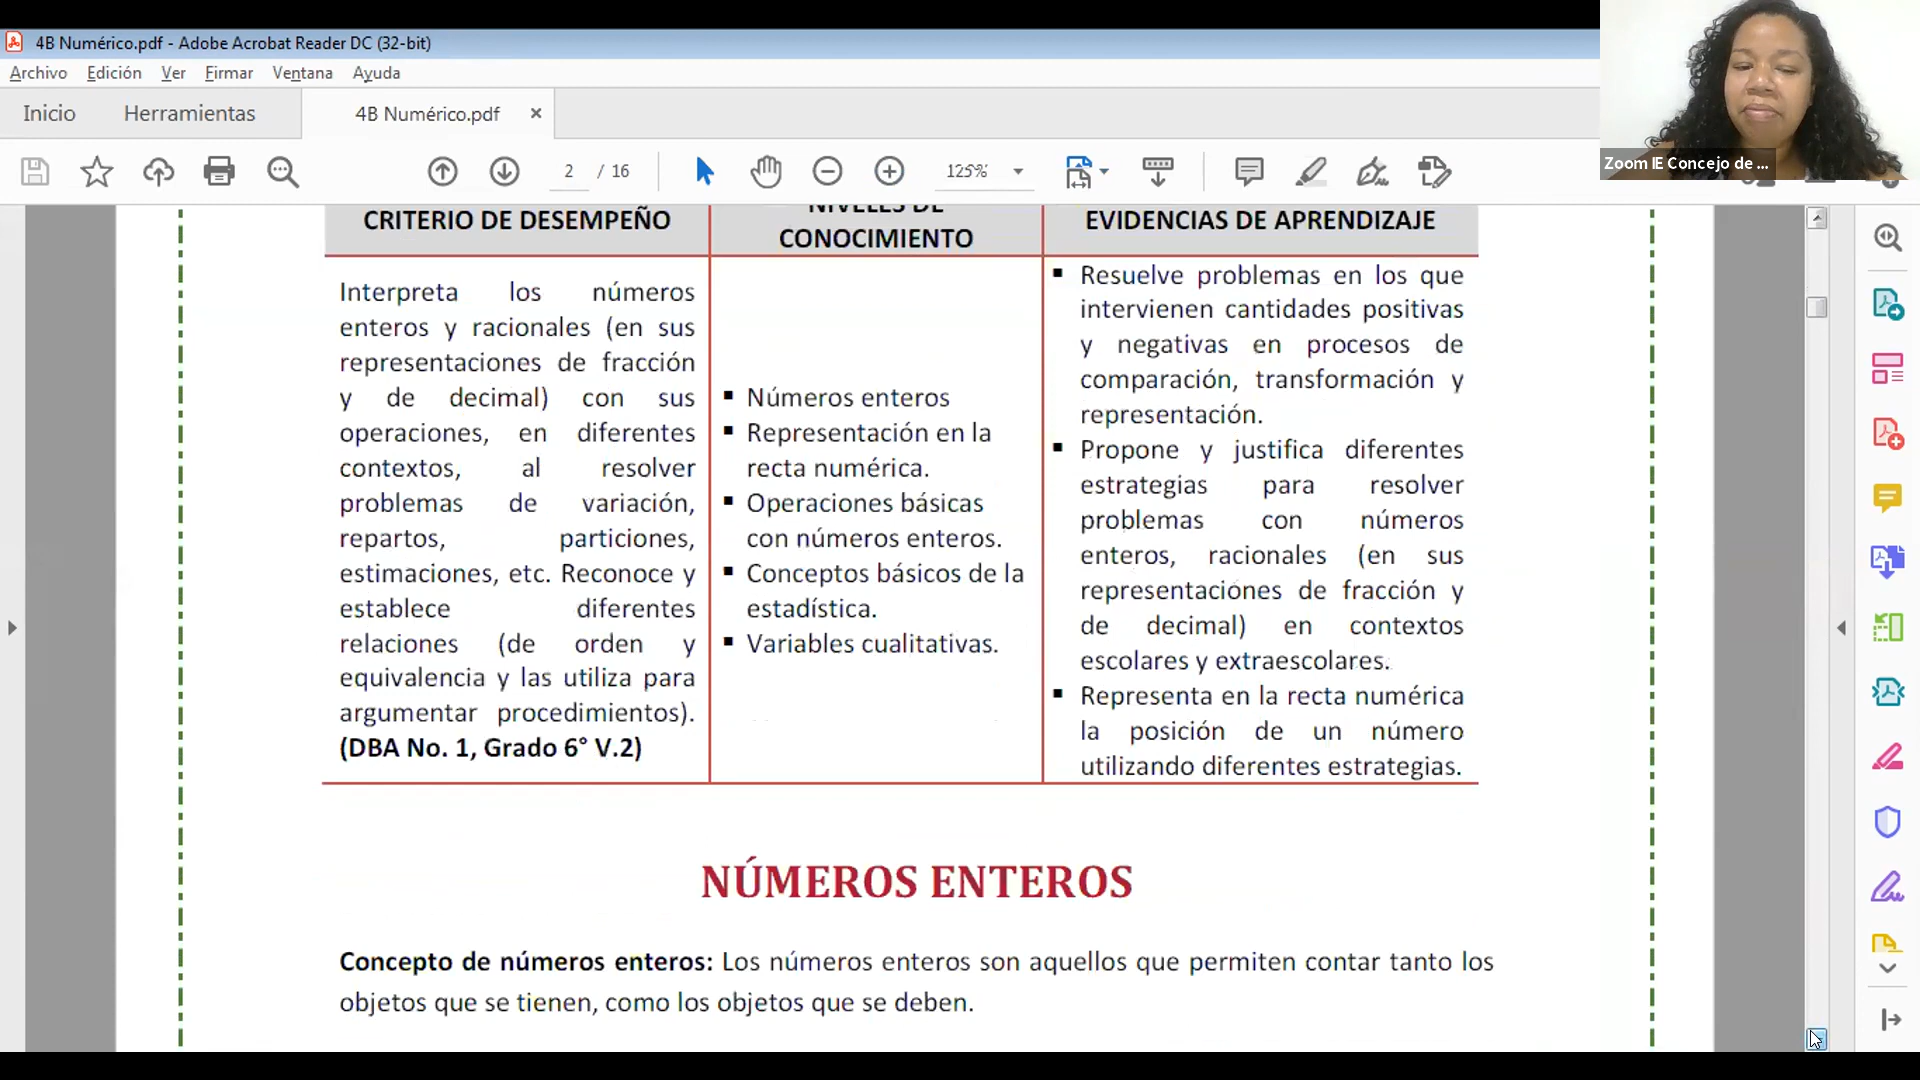 4B Numérico.pdf - Adobe Acrobat Reader DC (32-bit)
Archivo Edición Ver Firmar Ventana Ayuda
Inicio Herramientas 4B Numérico.pdf ×
2 / 16 125%
Zoom IE Concejo de ...
CRITERIO DE DESEMPEÑO
NIVELES DE
CONOCIMIENTO
EVIDENCIAS DE APRENDIZAJE
Interpreta los números
enteros y racionales (en sus
representaciones de fracción
y de decimal) con sus
operaciones, en diferentes
contextos, al resolver
problemas de variación,
repartos, particiones,
estimaciones, etc. Reconoce y
establece diferentes
relaciones (de orden y
equivalencia y las utiliza para
argumentar procedimientos).
(DBA No. 1, Grado 6° V.2)
▪ Números enteros
▪ Representación en la
recta numérica.
▪ Operaciones básicas
con números enteros.
▪ Conceptos básicos de la
estadística.
▪ Variables cualitativas.
▪ Resuelve problemas en los que
intervienen cantidades positivas
y negativas en procesos de
comparación, transformación y
representación.
▪ Propone y justifica diferentes
estrategias para resolver
problemas con números
enteros, racionales (en sus
representaciones de fracción y
de decimal) en contextos
escolares y extraescolares.
▪ Representa en la recta numérica
la posición de un número
utilizando diferentes estrategias.
NÚMEROS ENTEROS
Concepto de números enteros: Los números enteros son aquellos que permiten contar tanto los
objetos que se tienen, como los objetos que se deben.